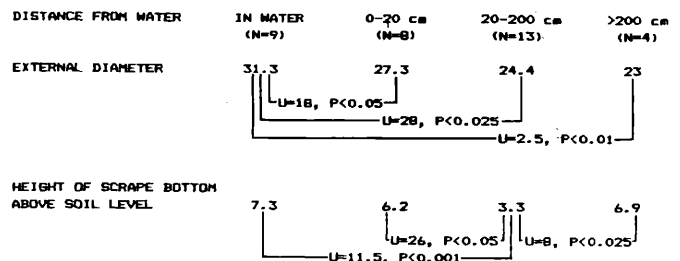 DISTANCE FROM WATER IN WATER 0-20 cm 20-200 cm >200 cm
(N=9) (N=8) (N=13) (N=4)
EXTERNAL DIAMETER 31.3 27.3 24.4 23
U=18, P<0.05
U=28, P<0.025
U=2.5, P<0.01
HEIGHT OF SCRAPE BOTTOM
ABOVE SOIL LEVEL 7.3 6.2 3.3 6.9
U=26, P<0.05 U=8, P<0.025
U=11.5, P<0.001